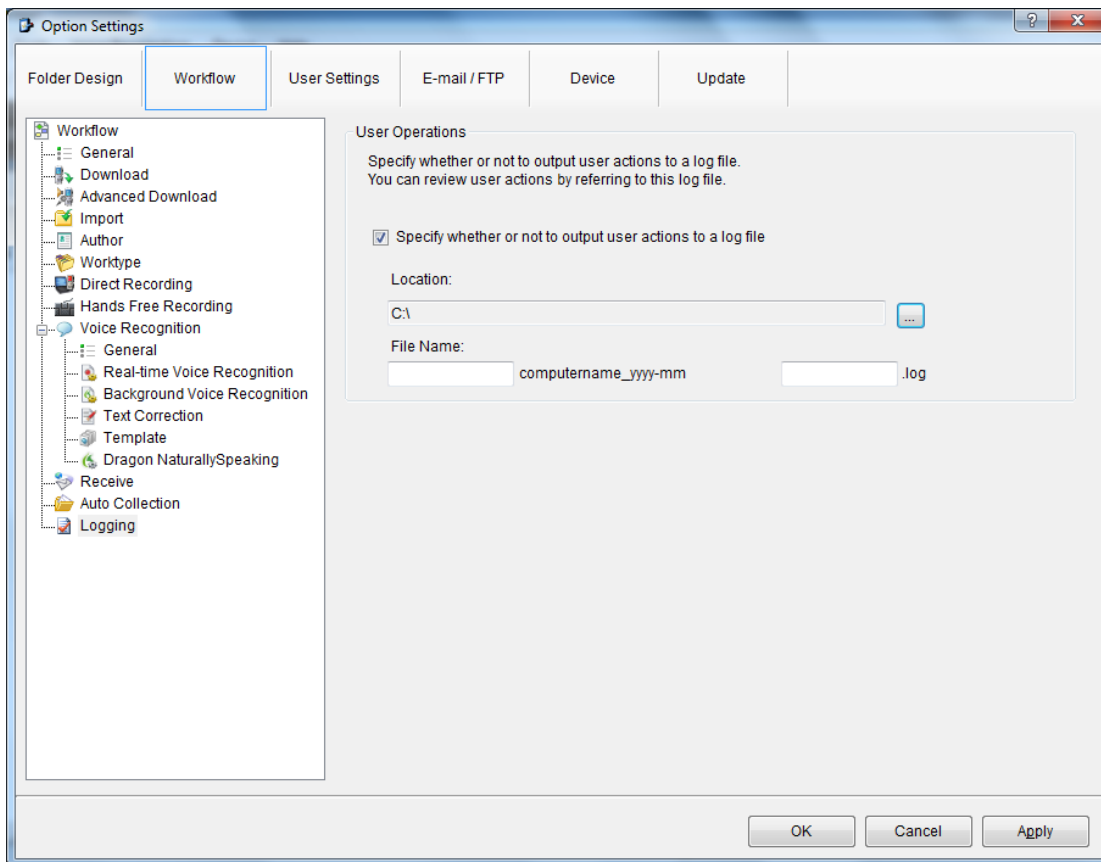 Option Settings
Folder Design
Workflow
User Settings
E-mail / FTP
Device
Update
Workflow
General
Download
Advanced Download
Import
Author
Worktype
Direct Recording
Hands Free Recording
Voice Recognition
General
Real-time Voice Recognition
Background Voice Recognition
Text Correction
Template
Dragon NaturallySpeaking
Receive
Auto Collection
Logging
User Operations
Specify whether or not to output user actions to a log file.
You can review user actions by referring to this log file.
Specify whether or not to output user actions to a log file
Location:
C:\
...
File Name:
computername_yyyy-mm
.log
OK
Cancel
Apply